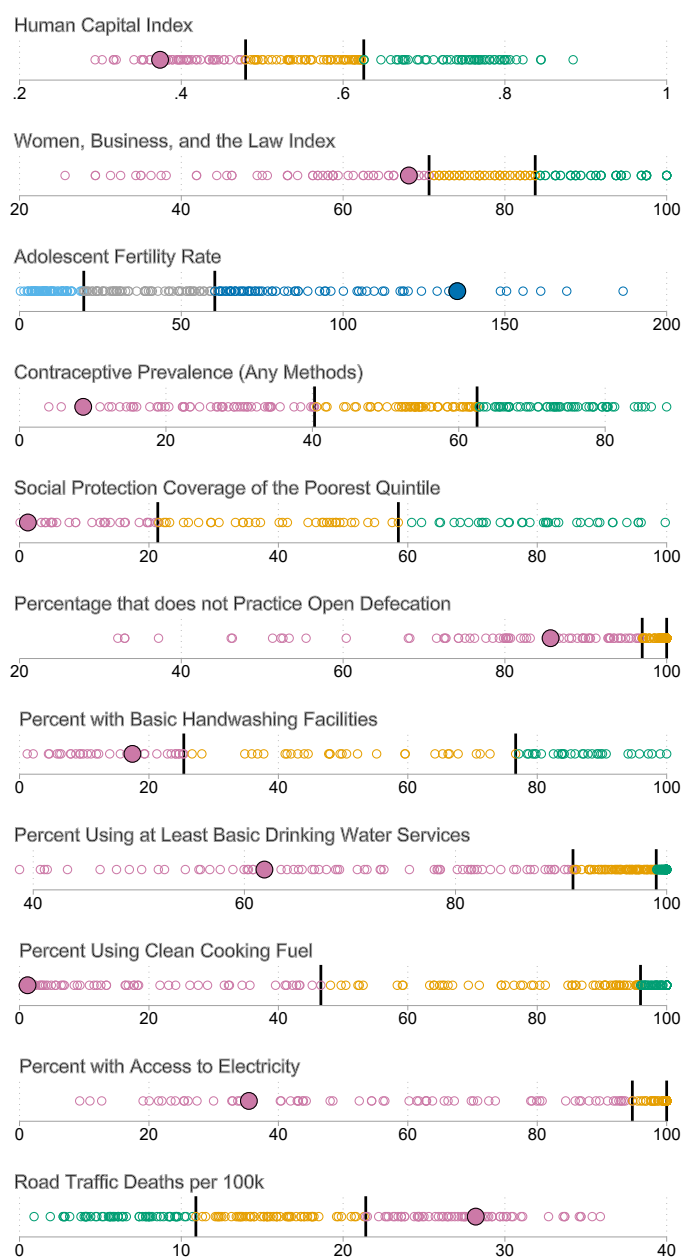 Human Capital Index
.2 .4 .6 .8 1
Women, Business, and the Law Index
20 40 60 80 100
Adolescent Fertility Rate
0 50 100 150 200
Contraceptive Prevalence (Any Methods)
0 20 40 60 80
Social Protection Coverage of the Poorest Quintile
0 20 40 60 80 100
Percentage that does not Practice Open Defecation
20 40 60 80 100
Percent with Basic Handwashing Facilities
0 20 40 60 80 100
Percent Using at Least Basic Drinking Water Services
40 60 80 100
Percent Using Clean Cooking Fuel
0 20 40 60 80 100
Percent with Access to Electricity
0 20 40 60 80 100
Road Traffic Deaths per 100k
0 10 20 30 40